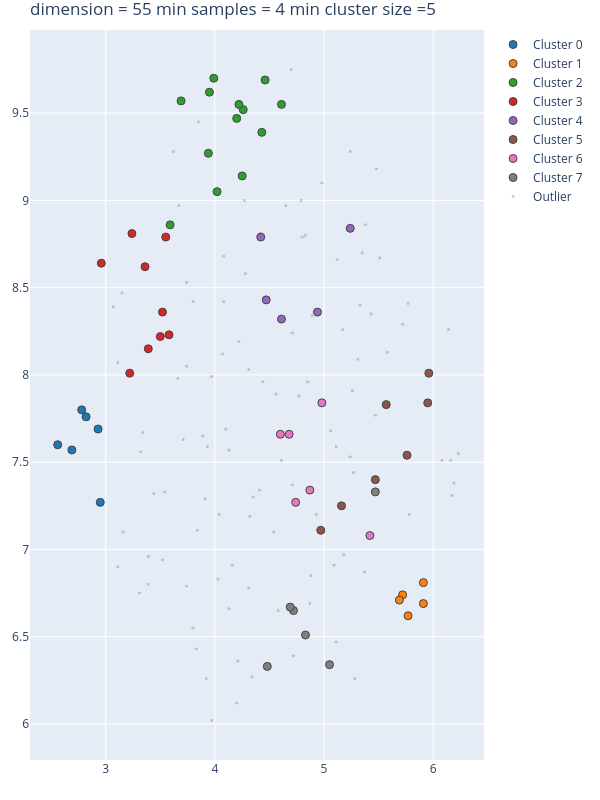 dimension = 55 min samples = 4 min cluster size =5
Cluster 0
Cluster 1
Cluster 2
Cluster 3
Cluster 4
Cluster 5
Cluster 6
Cluster 7
Outlier
9.5
9
8.5
8
7.5
7
6.5
6
3 4 5 6